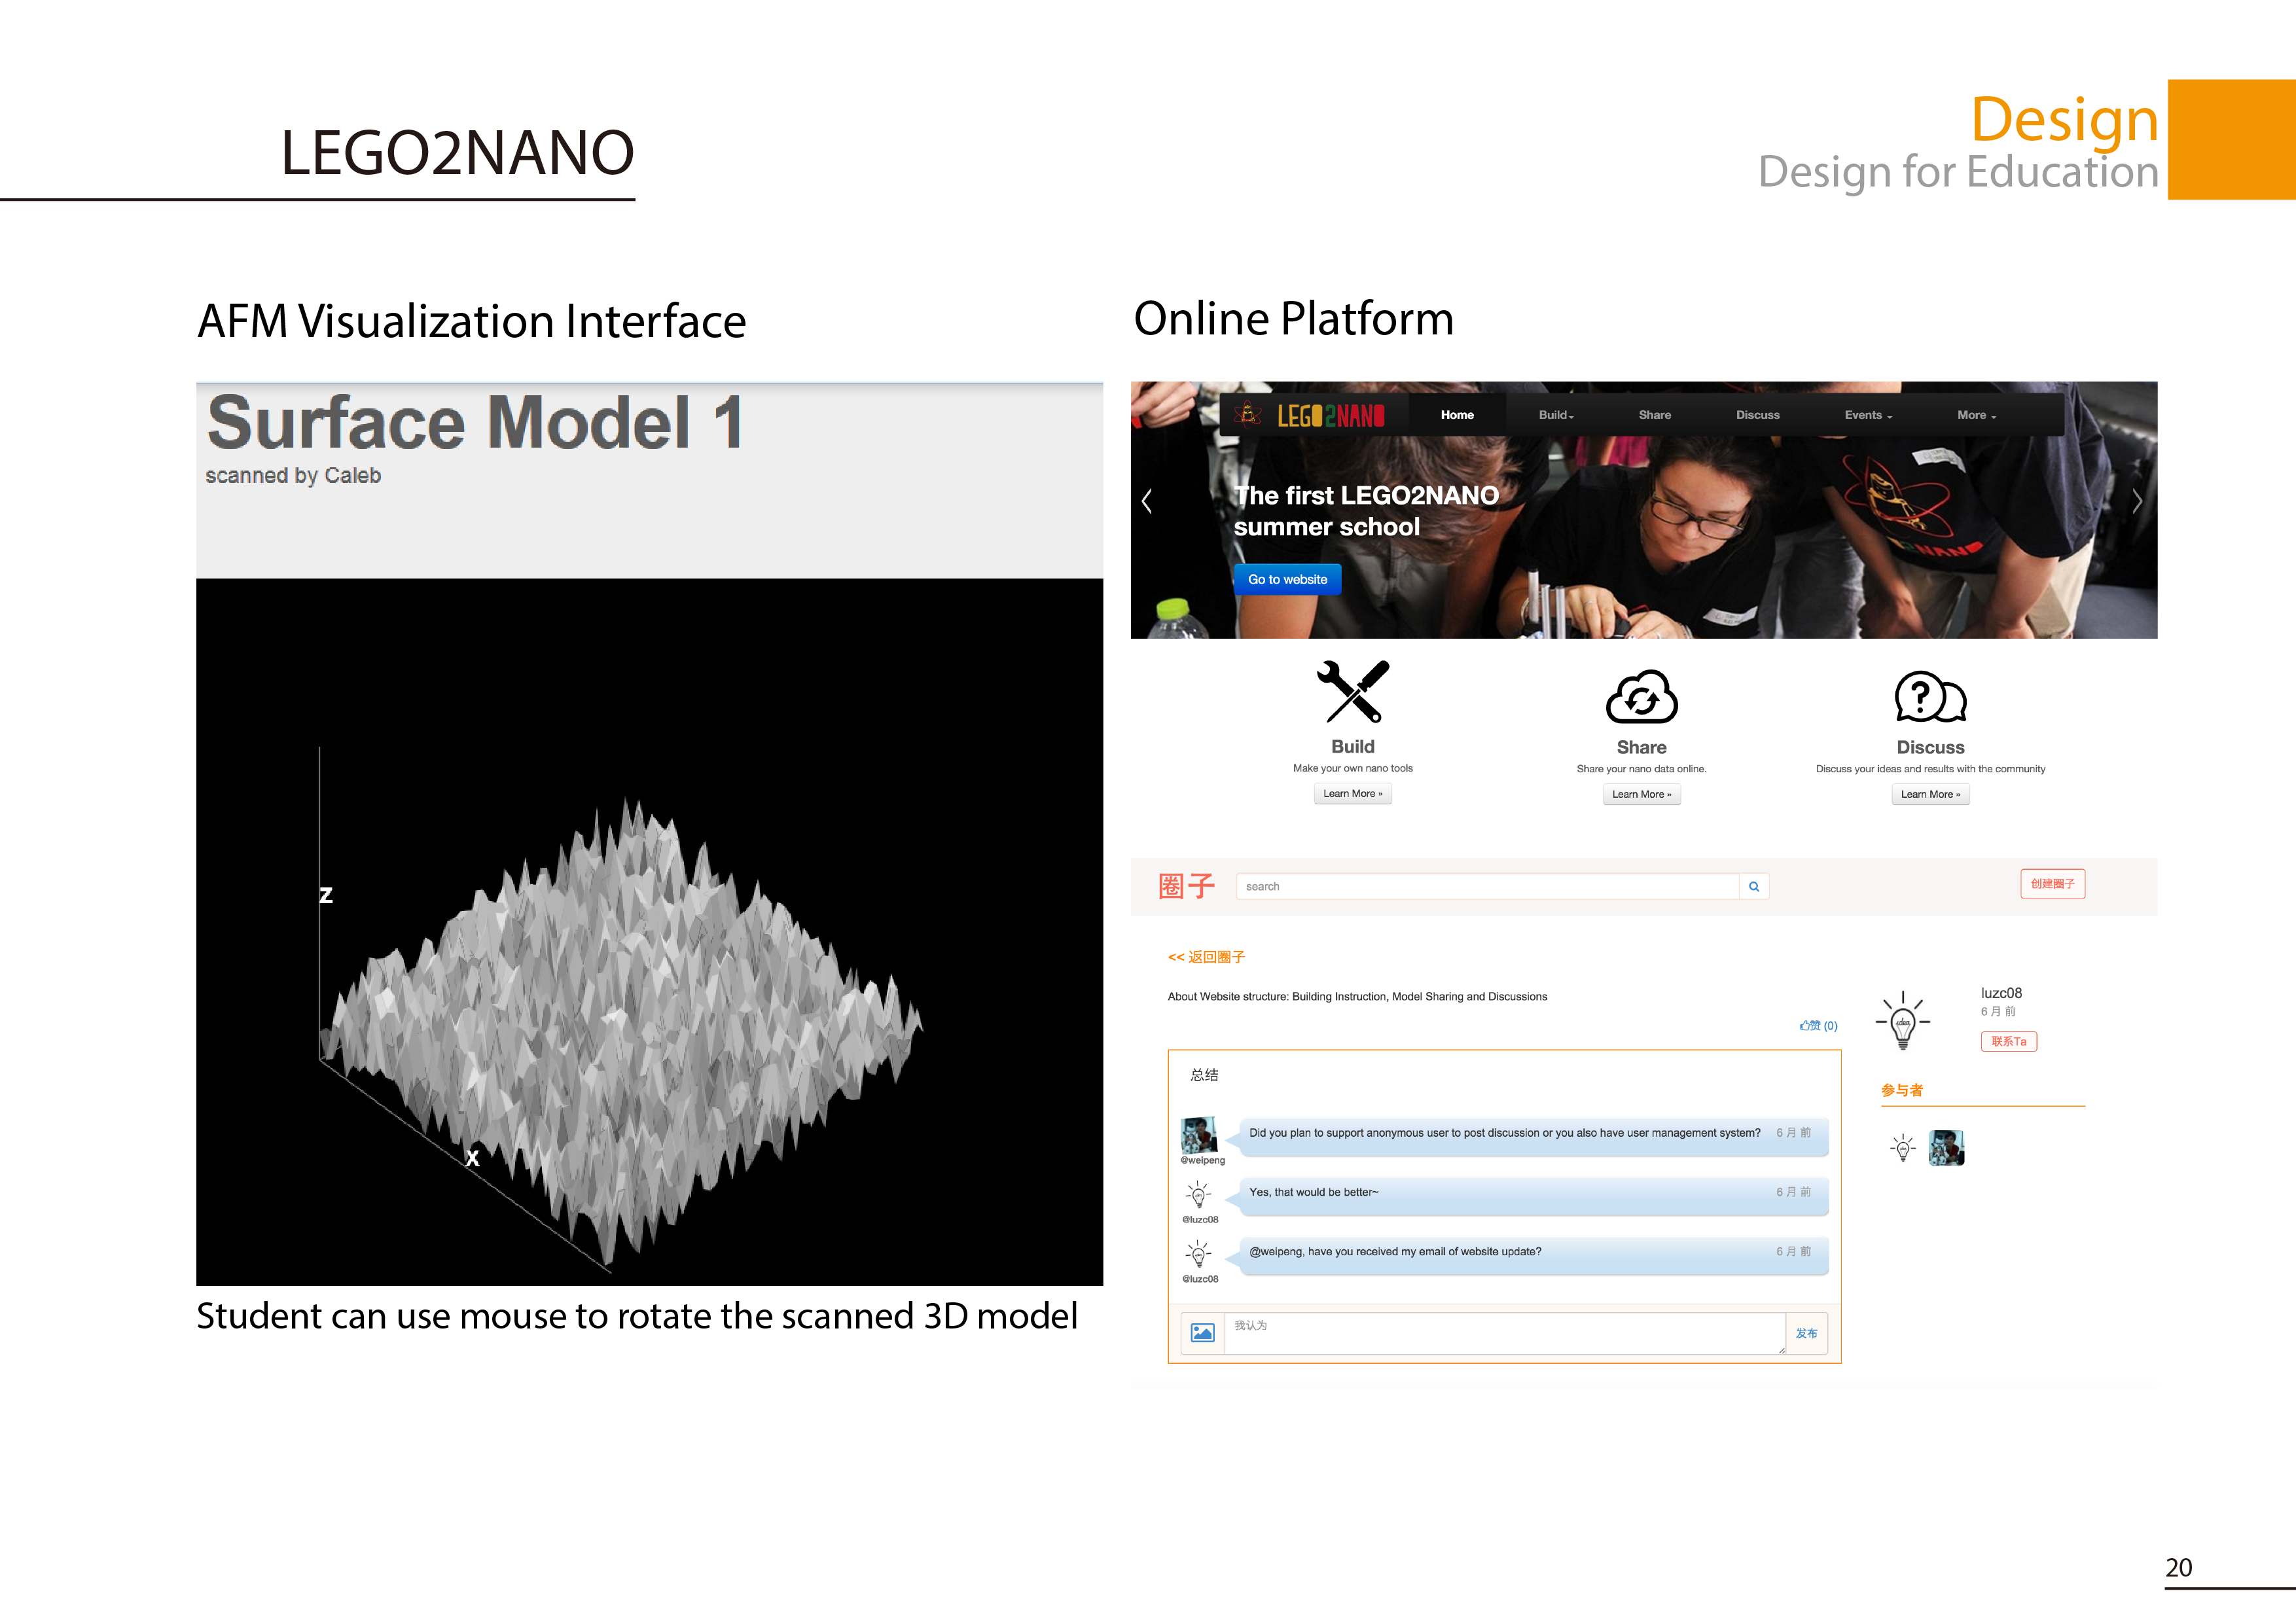 LEGO2NANO
Design
Design for Education
AFM Visualization Interface
Surface Model 1
scanned by Caleb
z
x
Student can use mouse to rotate the scanned 3D model
Online Platform
LEGO2NANO Home Build Share Discuss Events More
The first LEGO2NANO
summer school
Go to website
2NANO
Build
Make your own nano tools
Learn More »
Share
Share your nano data online.
Learn More »
Discuss
Discuss your ideas and results with the community
Learn More »
圈子 search 创建圈子
<< 返回圈子
About Website structure: Building Instruction, Model Sharing and Discussions
赞 (0)
idea
luzc08
6 月 前
联系Ta
参与者
总结
Did you plan to support anonymous user to post discussion or you also have user management system? 6 月 前
@weipeng
Yes, that would be better~ 6 月 前
@luzc08
@weipeng, have you received my email of website update? 6 月 前
@luzc08
我认为
发布
20